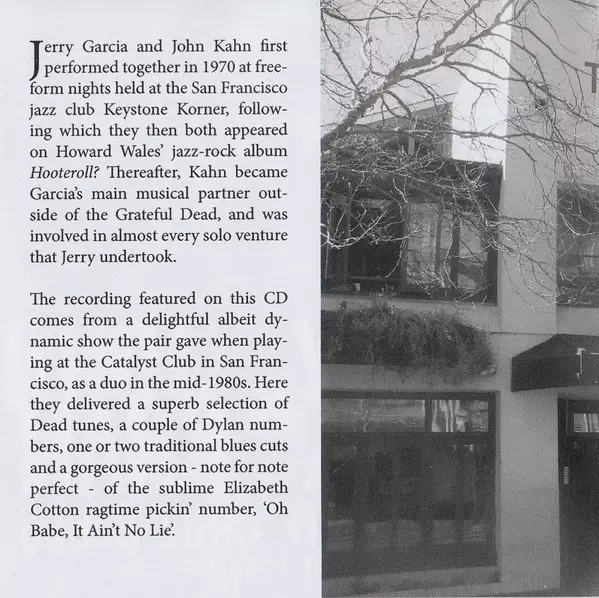 Jerry Garcia and John Kahn first
performed together in 1970 at free-
form nights held at the San Francisco
jazz club Keystone Korner, follow-
ing which they then both appeared
on Howard Wales' jazz-rock album
Hooteroll? Thereafter, Kahn became
Garcia's main musical partner out-
side of the Grateful Dead, and was
involved in almost every solo venture
that Jerry undertook.
The recording featured on this CD
comes from a delightful albeit dy-
namic show the pair gave when play-
ing at the Catalyst Club in San Fran-
cisco, as a duo in the mid-1980s. Here
they delivered a superb selection of
Dead tunes, a couple of Dylan num-
bers, one or two traditional blues cuts
and a gorgeous version - note for note
perfect - of the sublime Elizabeth
Cotton ragtime pickin' number, 'Oh
Babe, It Ain't No Lie'.
T